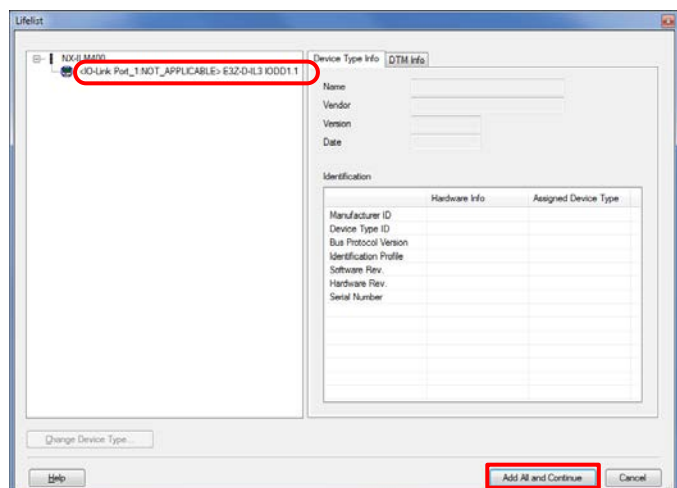 Lifelist
NX-ILM400
<IO-Link Port_1:NOT_APPLICABLE> E3Z-D-IL3 IODD1.1
Device Type Info
DTM Info
Name
Vendor
Version
Date
Identification
Hardware Info
Assigned Device Type
Manufacturer ID
Device Type ID
Bus Protocol Version
Identification Profile
Software Rev.
Hardware Rev.
Serial Number
Change Device Type...
Help
Add All and Continue
Cancel